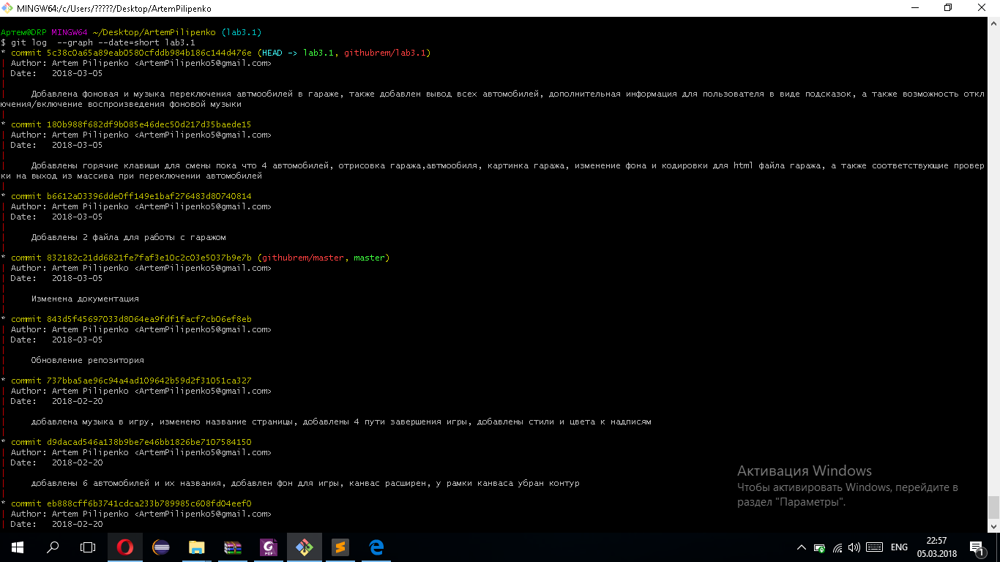 MINGW64:/c/Users/?????/Desktop/ArtemPilipenko
Артем@DRP MINGW64 ~/Desktop/ArtemPilipenko (lab3.1)
$ git log  --graph --date=short lab3.1
* commit 5c38c0a65a89eab0580cfddb984b186c144d476e (HEAD -> lab3.1, githubrem/lab3.1)
| Author: Artem Pilipenko <ArtemPilipenko5@gmail.com>
| Date:   2018-03-05
|
|     Добавлена фоновая и музыка переключения автмообилей в гараже, также добавлен вывод всех автомобилей, дополнительная информация для пользователя в виде подсказок, а также возможность откл
ючения/включение воспроизведения фоновой музыки
|
* commit 180b988f682df9b085e46dec50d217d35baede15
| Author: Artem Pilipenko <ArtemPilipenko5@gmail.com>
| Date:   2018-03-05
|
|     Добавлены горячие клавиши для смены пока что 4 автомобилей, отрисовка гаража,автмообиля, картинка гаража, изменение фона и кодировки для html файла гаража, а также соответствующие провер
ки на выход из массива при переключении автомобилей
|
* commit b6612a03396dde0ff149e1baf276483d80740814
| Author: Artem Pilipenko <ArtemPilipenko5@gmail.com>
| Date:   2018-03-05
|
|     Добавлены 2 файла для работы с гаражом
|
* commit 832182c21dd6821fe7faf3e10c2c03e5037b9e7b (githubrem/master, master)
| Author: Artem Pilipenko <ArtemPilipenko5@gmail.com>
| Date:   2018-03-05
|
|     Изменена документация
|
* commit 843d5f45697033d8064ea9fdf1facf7cb06ef8eb
| Author: Artem Pilipenko <ArtemPilipenko5@gmail.com>
| Date:   2018-03-05
|
|     Обновление репозитория
|
* commit 737bba5ae96c94a4ad109642b59d2f31051ca327
| Author: Artem Pilipenko <ArtemPilipenko5@gmail.com>
| Date:   2018-02-20
|
|     добавлена музыка в игру, изменено название страницы, добавлены 4 пути завершения игры, добавлены стили и цвета к надписям
|
* commit d9dacad546a138b9be7e46bb1826be7107584150
| Author: Artem Pilipenko <ArtemPilipenko5@gmail.com>
| Date:   2018-02-20
|
|     добавлены 6 автомобилей и их названия, добавлен фон для игры, канвас расширен, у рамки канваса убран контур
|
* commit eb888cff6b3741cdca233b789985c608fd04eef0
| Author: Artem Pilipenko <ArtemPilipenko5@gmail.com>
| Date:   2018-02-20
Активация Windows
Чтобы активировать Windows, перейдите в
раздел "Параметры".
PDF
ENG
22:57
05.03.2018
1